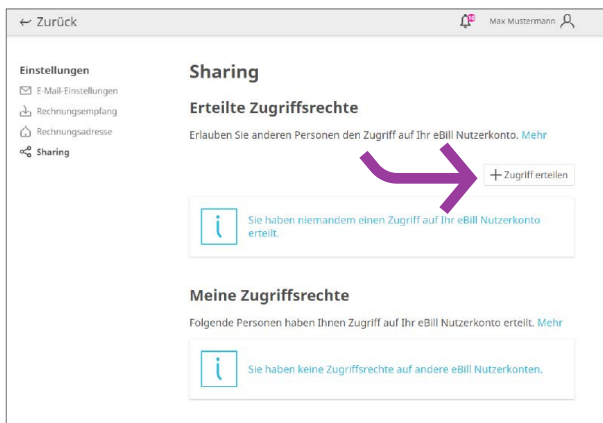 ← Zurück
Max Mustermann
Einstellungen
E-Mail-Einstellungen
Rechnungsempfang
Rechnungsadresse
Sharing
Sharing
Erteilte Zugriffsrechte
Erlauben Sie anderen Personen den Zugriff auf Ihr eBill Nutzerkonto. Mehr
+ Zugriff erteilen
Sie haben niemandem einen Zugriff auf Ihr eBill Nutzerkonto
erteilt.
Meine Zugriffsrechte
Folgende Personen haben Ihnen Zugriff auf Ihr eBill Nutzerkonto erteilt. Mehr
Sie haben keine Zugriffsrechte auf andere eBill Nutzerkonten.